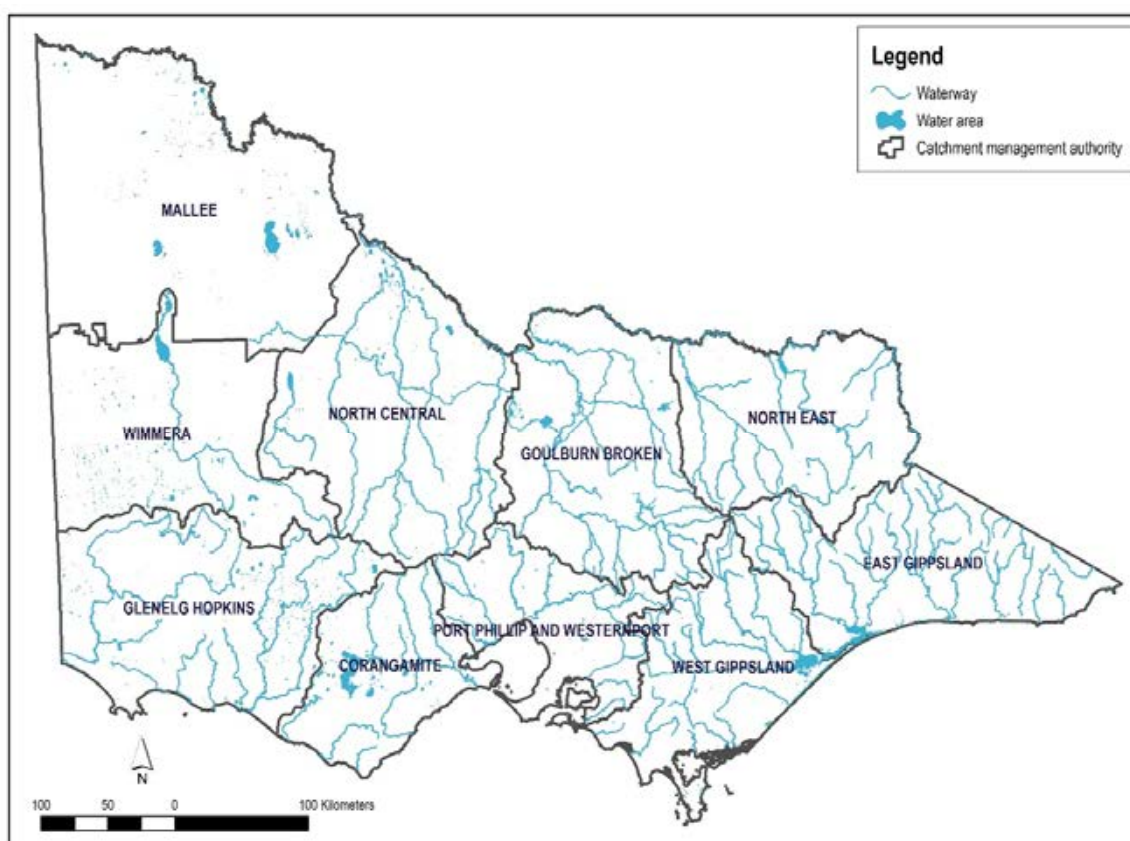 Legend
Waterway
Water area
Catchment management authority
MALLEE
NORTH CENTRAL
WIMMERA
GOULBURN BROKEN
NORTH EAST
EAST GIPPSLAND
GLENELG HOPKINS
PORT PHILLIP AND WESTERNPORT
CORANGAMITE
WEST GIPPSLAND
N
100 50 0 100 Kilometers